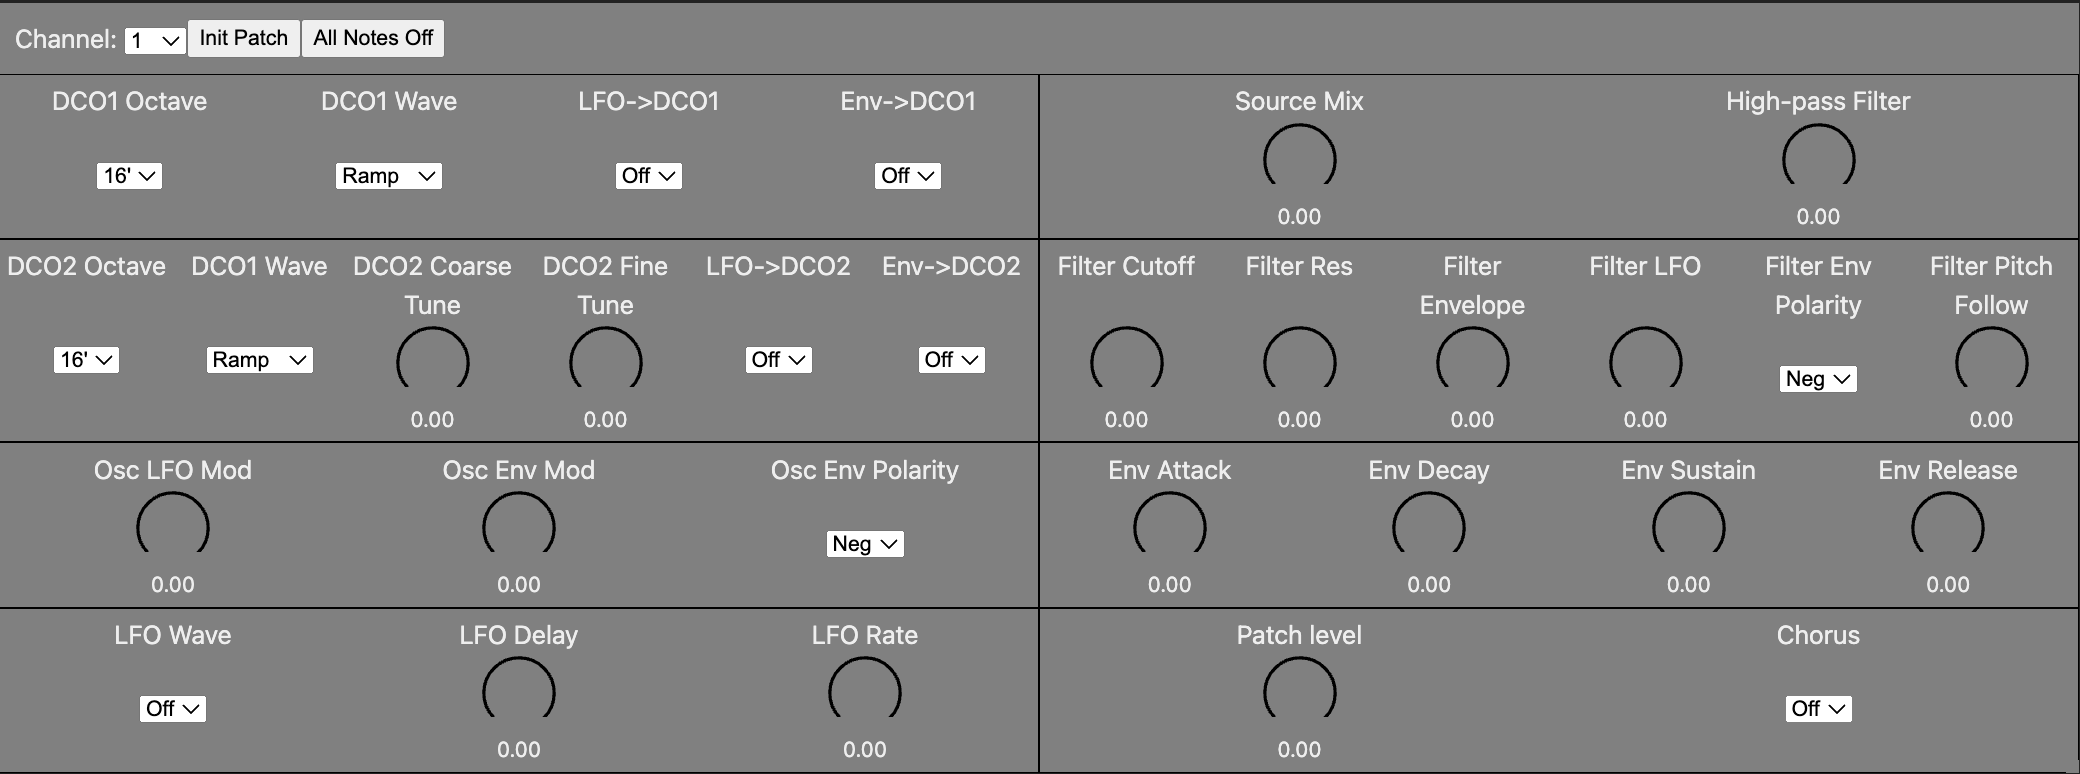 Channel: 1 Init Patch All Notes Off
DCO1 Octave DCO1 Wave LFO->DCO1 Env->DCO1
16' Ramp Off Off
Source Mix High-pass Filter
0.00 0.00
DCO2 Octave DCO1 Wave DCO2 Coarse DCO2 Fine LFO->DCO2 Env->DCO2
Tune Tune
16' Ramp Off Off
0.00 0.00
Filter Cutoff Filter Res Filter Filter LFO Filter Env Filter Pitch
Envelope Polarity Follow
Neg
0.00 0.00 0.00 0.00 0.00
Osc LFO Mod Osc Env Mod Osc Env Polarity
Neg
0.00 0.00
Env Attack Env Decay Env Sustain Env Release
0.00 0.00 0.00 0.00
LFO Wave LFO Delay LFO Rate
Off
0.00 0.00
Patch level Chorus
Off
0.00